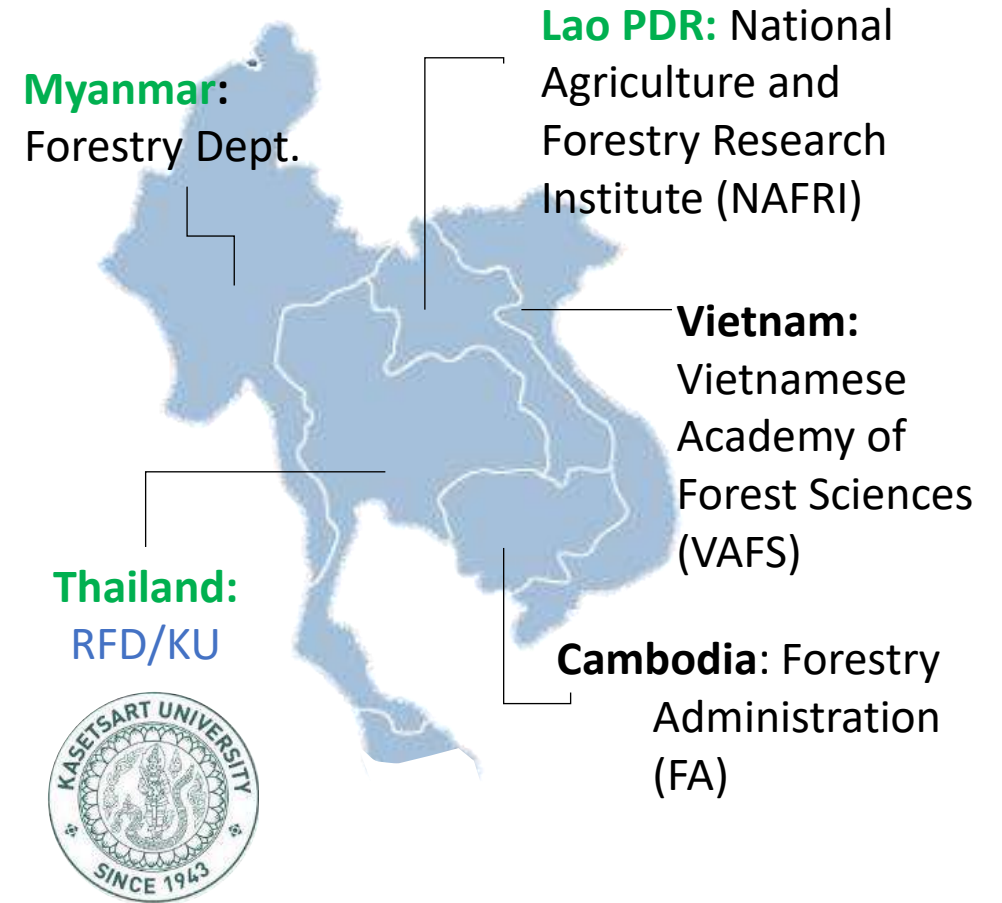 Lao PDR: National
Agriculture and
Forestry Research
Institute (NAFRI)
Myanmar:
Forestry Dept.
Vietnam:
Vietnamese
Academy of
Forest Sciences
(VAFS)
Thailand:
RFD/KU
Cambodia: Forestry
Administration
(FA)
KASETSART UNIVERSITY
SINCE 1943